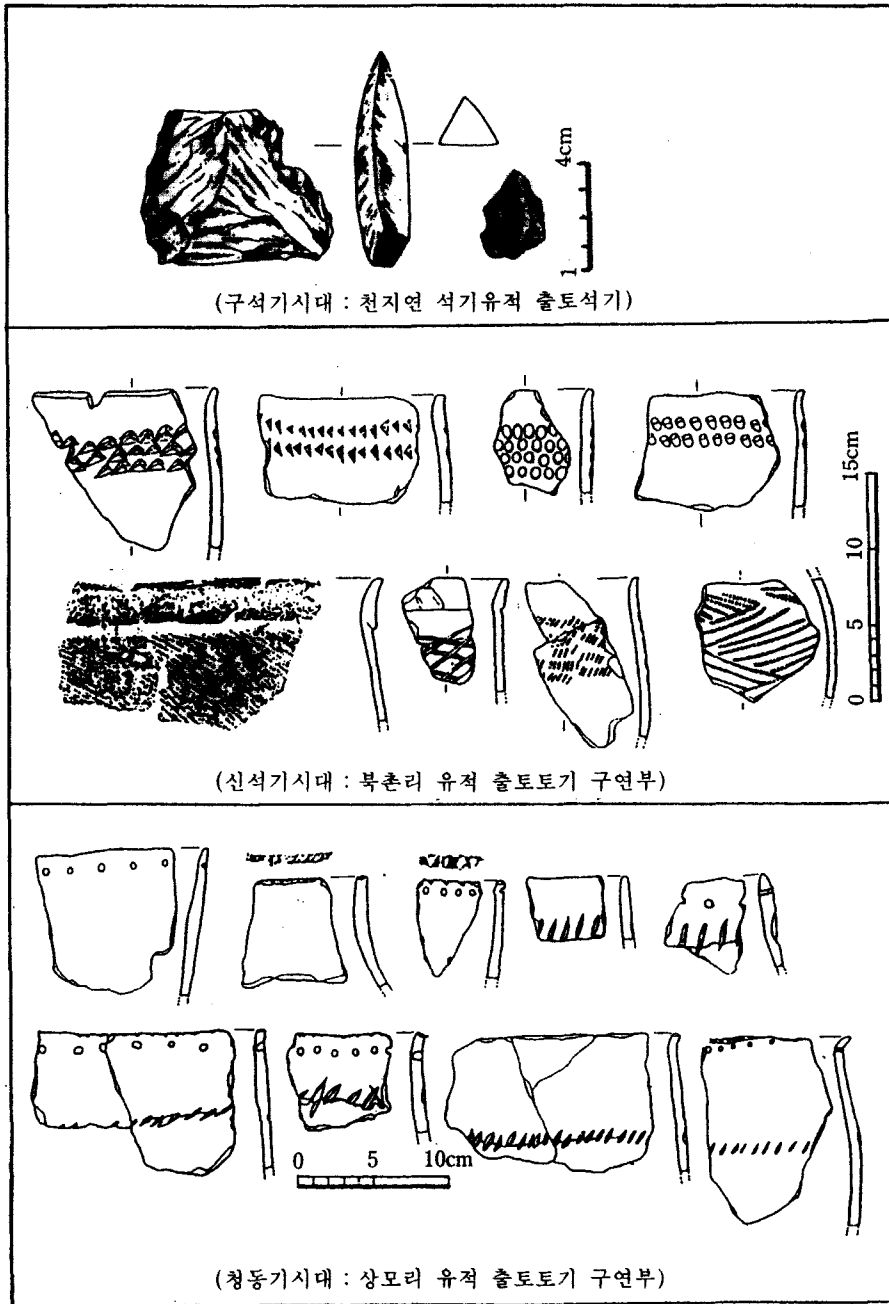 4cm
1
(구석기시대 : 천지연 석기유적 출토석기)
15cm
10
5
0
(신석기시대 : 북촌리 유적 출토토기 구연부)
0 5 10cm
(청동기시대 : 상모리 유적 출토토기 구연부)